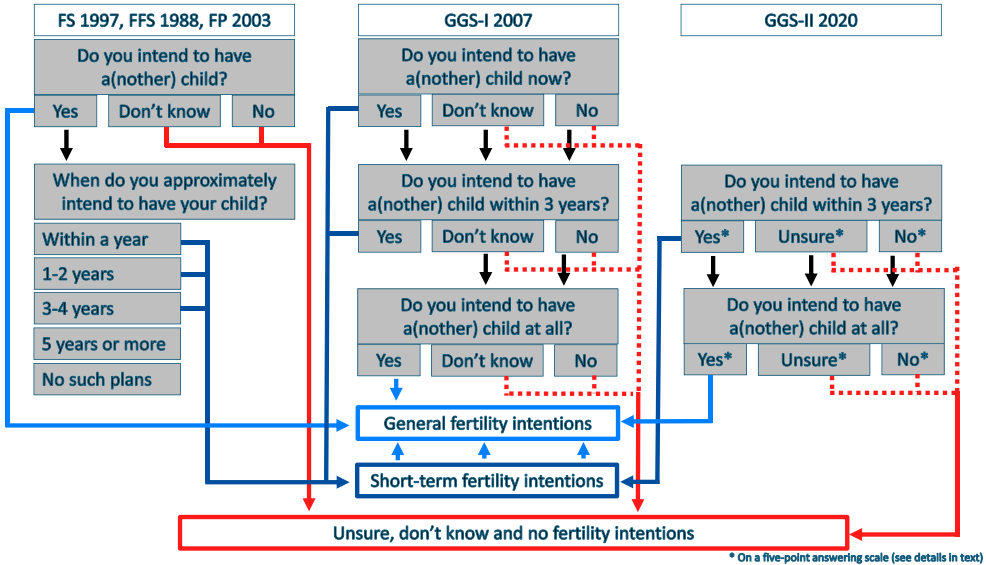 FS 1997, FFS 1988, FP 2003
Do you intend to have
a(nother) child?
Yes
Don't know
No
When do you approximately
intend to have your child?
Within a year
1-2 years
3-4 years
5 years or more
No such plans
GGS-I 2007
Do you intend to have
a(nother) child now?
Yes
Don't know
No
Do you intend to have
a(nother) child within 3 years?
Yes
Don't know
No
Do you intend to have
a(nother) child at all?
Yes
Don't know
No
GGS-II 2020
Do you intend to have
a(nother) child within 3 years?
Yes*
Unsure*
No*
Do you intend to have
a(nother) child at all?
Yes*
Unsure*
No*
General fertility intentions
Short-term fertility intentions
Unsure, don't know and no fertility intentions
* On a five-point answering scale (see details in text)